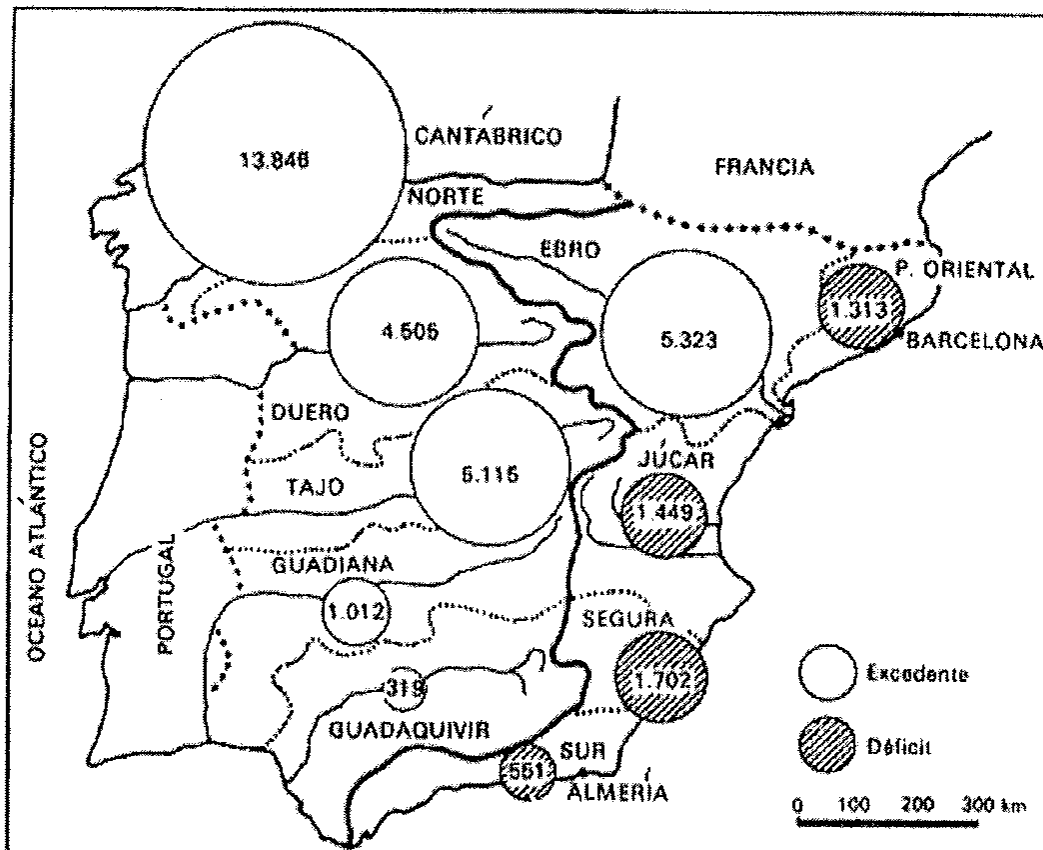 CANTÁBRICO
13.846
FRANCIA
NORTE
EBRO
P. ORIENTAL
1.313
4.506
5.323
BARCELONA
DUERO
JÚCAR
6.115
TAJO
1.449
OCEANO ATLÁNTICO
PORTUGAL
GUADIANA
1.012
SEGURA
319
1.702
Excedente
GUADAQUIVIR
SUR
Déficit
551
ALMERÍA
0 100 200 300 km